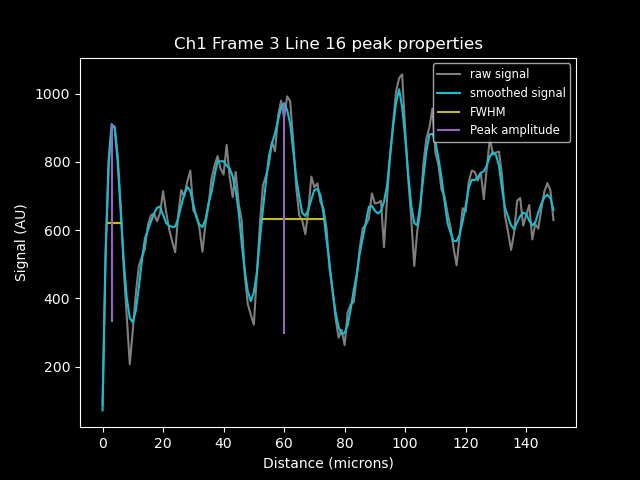 Ch1 Frame 3 Line 16 peak properties
raw signal
smoothed signal
FWHM
Peak amplitude
Signal (AU)
1000
800
600
400
200
0 20 40 60 80 100 120 140
Distance (microns)